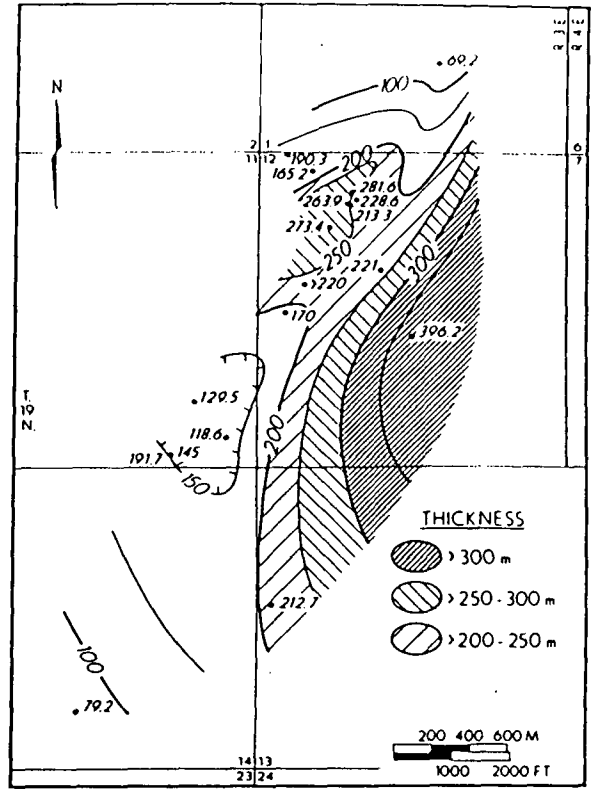 R 3 E
R 4 E
N
69.2
100
2 1
11 12
190.3
200
6
7
165.2
281.6
263.9
228.6
213.3
273.4
250
221
300
>220
170
396.2
T.
19
N.
129.5
118.6
200
145
191.7
150
THICKNESS
> 300 m
> 250 - 300 m
> 200 - 250 m
212.7
100
79.2
200 400 600 M
1000 2000 FT
14 13
23 24